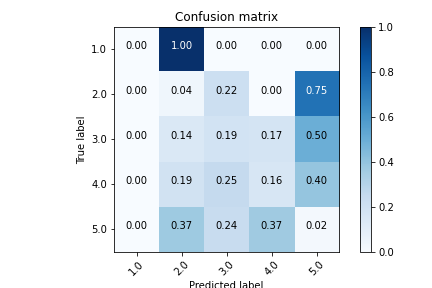 Confusion matrix
1.0 0.00 1.00 0.00 0.00 0.00
2.0 0.00 0.04 0.22 0.00 0.75
3.0 0.00 0.14 0.19 0.17 0.50
4.0 0.00 0.19 0.25 0.16 0.40
5.0 0.00 0.37 0.24 0.37 0.02
True label
1.0 2.0 3.0 4.0 5.0
Predicted label
1.0
0.8
0.6
0.4
0.2
0.0